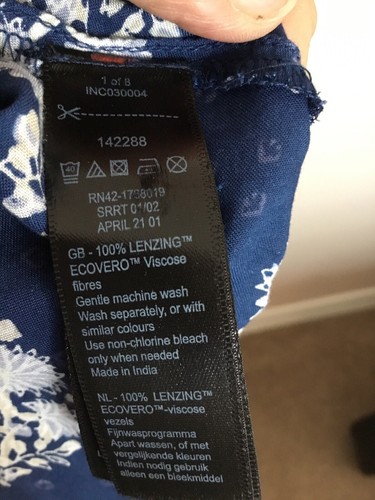 1 of 8
INC030004
142288
40
RN42-1798019
SRRT 01/02
APRIL 21 01
GB - 100% LENZING™
ECOVERO™ Viscose
fibres
Gentle machine wash
Wash separately, or with
similar colours
Use non-chlorine bleach
only when needed
Made in India
NL - 100% LENZING™
ECOVERO™-viscose
vezels
Fijnwasprogramma
Apart wassen, of met
vergelijkende kleuren
Indien nodig gebruik
alleen een bleekmiddel